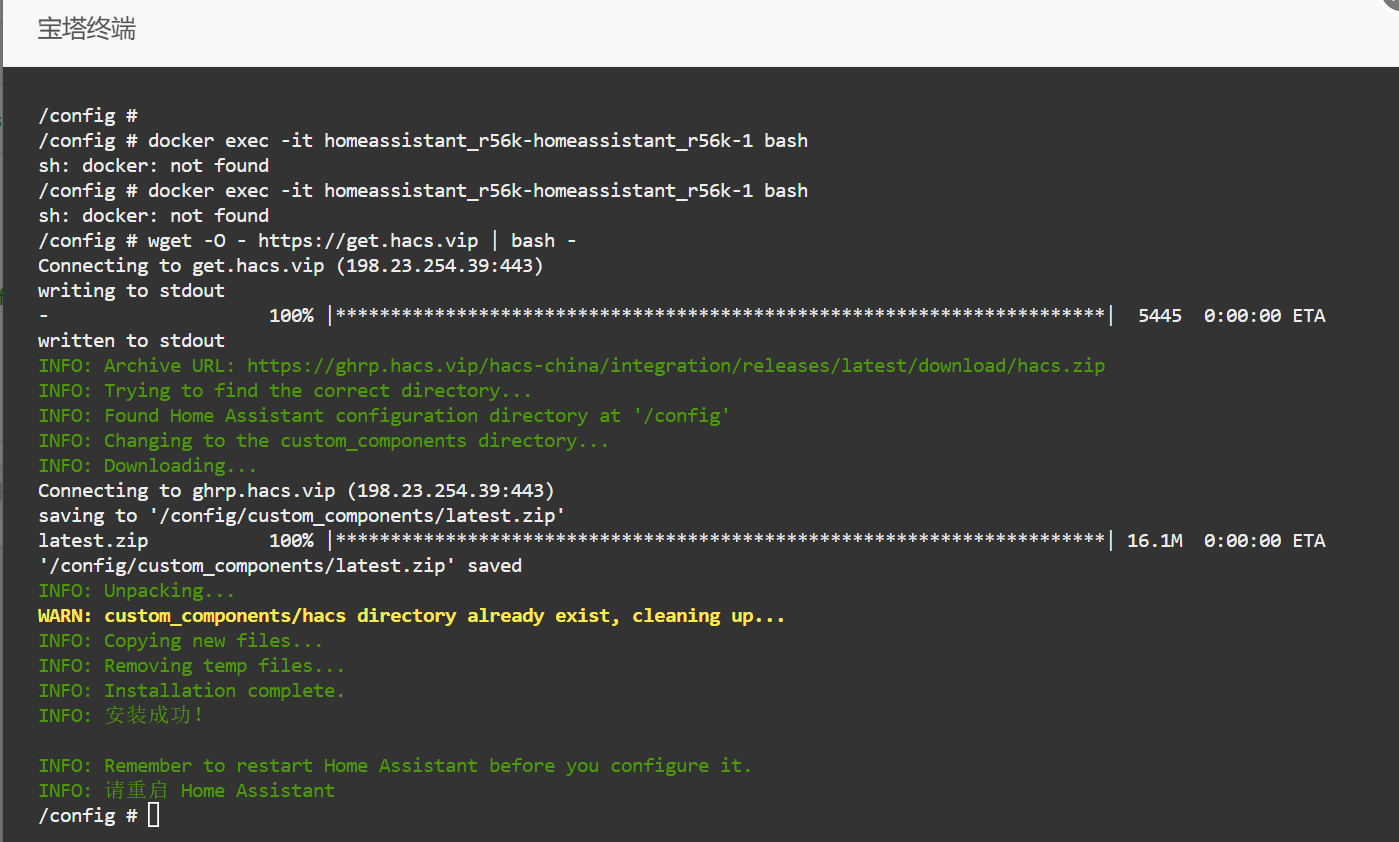 宝塔终端
/config #
/config # docker exec -it homeassistant_r56k-homeassistant_r56k-1 bash
sh: docker: not found
/config # docker exec -it homeassistant_r56k-homeassistant_r56k-1 bash
sh: docker: not found
/config # wget -O - https://get.hacs.vip | bash -
Connecting to get.hacs.vip (198.23.254.39:443)
writing to stdout
-                    100% |**********************************************************************|  5445  0:00:00 ETA
written to stdout
INFO: Archive URL: https://ghrp.hacs.vip/hacs-china/integration/releases/latest/download/hacs.zip
INFO: Trying to find the correct directory...
INFO: Found Home Assistant configuration directory at '/config'
INFO: Changing to the custom_components directory...
INFO: Downloading...
Connecting to ghrp.hacs.vip (198.23.254.39:443)
saving to '/config/custom_components/latest.zip'
latest.zip           100% |**********************************************************************| 16.1M  0:00:00 ETA
'/config/custom_components/latest.zip' saved
INFO: Unpacking...
WARN: custom_components/hacs directory already exist, cleaning up...
INFO: Copying new files...
INFO: Removing temp files...
INFO: Installation complete.
INFO: 安装成功!
INFO: Remember to restart Home Assistant before you configure it.
INFO: 请重启 Home Assistant
/config #